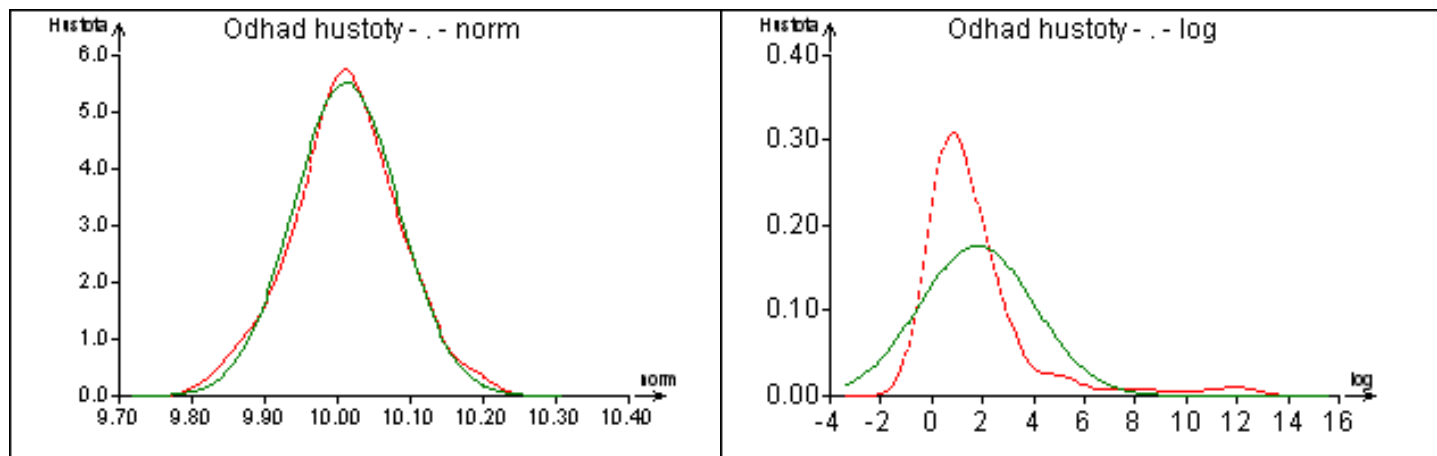 Hustota
Odhad hustoty - . - norm
6.0
5.0
4.0
3.0
2.0
1.0
0.0
norm
9.70 9.80 9.90 10.00 10.10 10.20 10.30 10.40
Hustota
Odhad hustoty - . - log
0.40
0.30
0.20
0.10
0.00
log
-4 -2 0 2 4 6 8 10 12 14 16